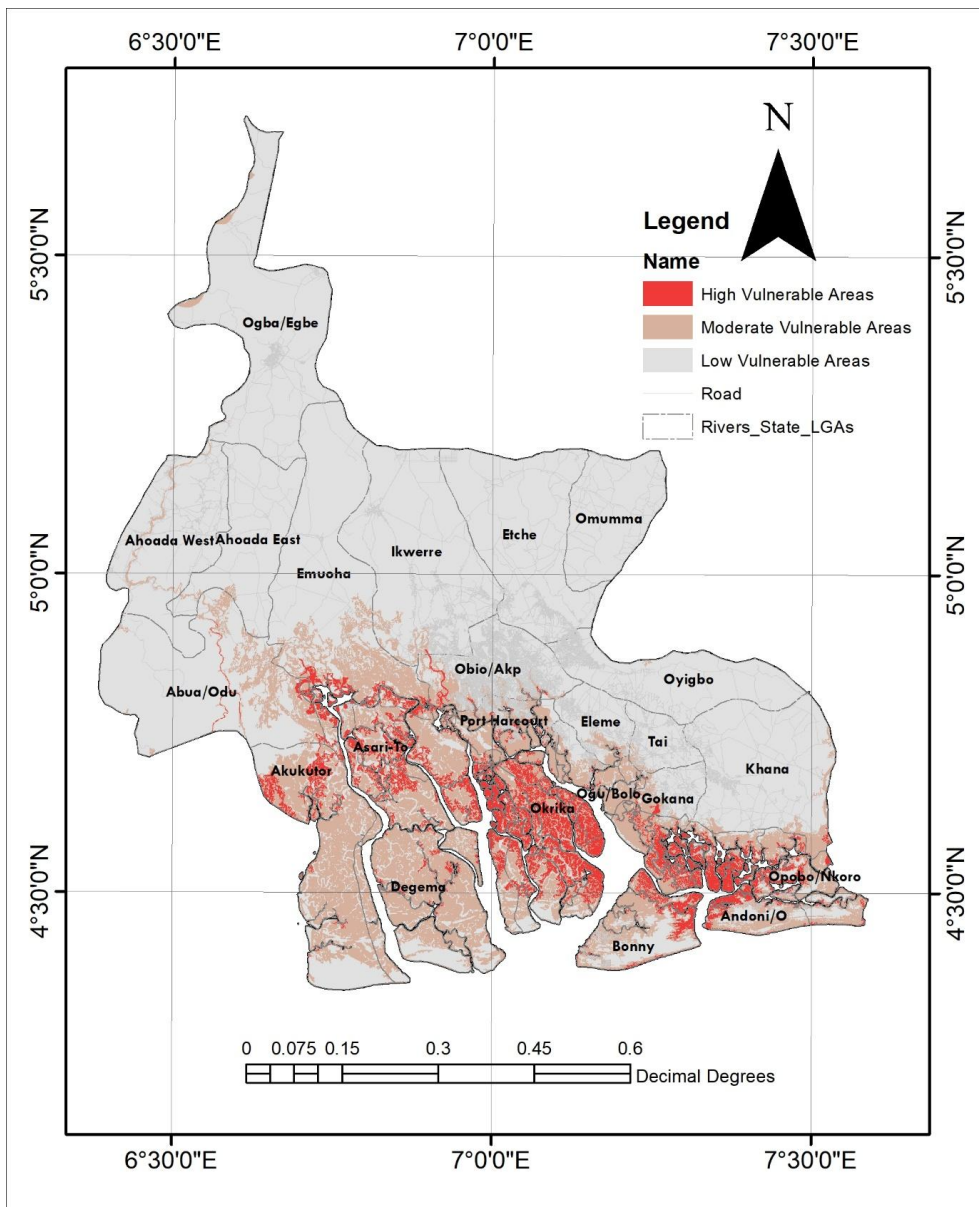 6°30'0"E 7°0'0"E 7°30'0"E
N
Legend
Name
High Vulnerable Areas
Moderate Vulnerable Areas
Low Vulnerable Areas
Road
Rivers_State_LGAs
5°30'0"N 5°30'0"N
Ogba/Egbe
Omumma
Etche
Ahoada West Ahoada East
Ikwerre
Emuoha
5°0'0"N 5°0'0"N
Obio/Akp
Oyigbo
Abua/Odu
Port Harcourt
Eleme
Tai
Asari-To
Khana
Akukutor
Ogu/Bolo
Gokana
Okrika
Opobo/Nkoro
Degema
4°30'0"N 4°30'0"N
Andoni/O
Bonny
0 0.075 0.15 0.3 0.45 0.6
Decimal Degrees
6°30'0"E 7°0'0"E 7°30'0"E